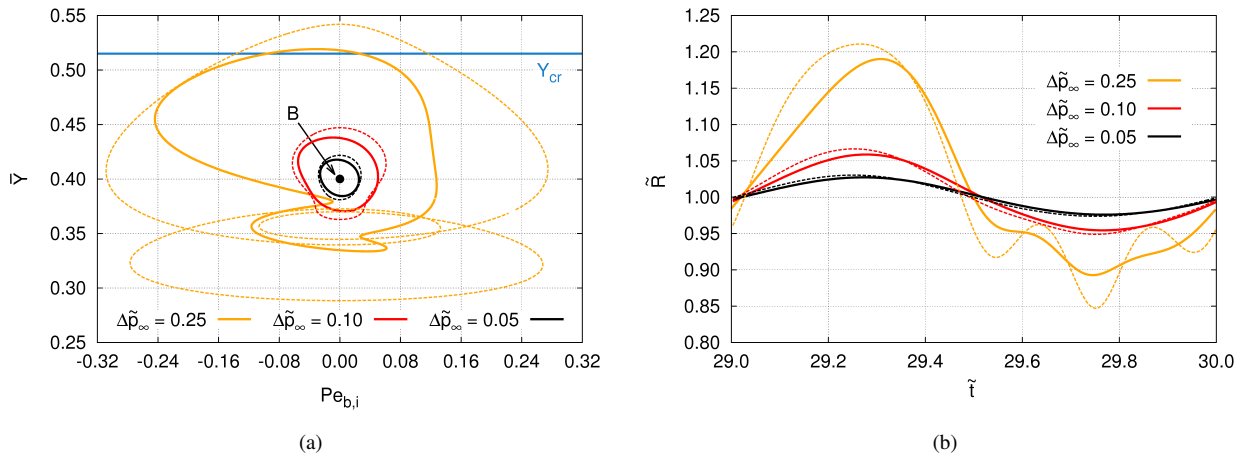 0.55
0.50
0.45
0.40
0.35
0.30
0.25
Y̅
Y_cr
B
Δp̃_∞ = 0.25
Δp̃_∞ = 0.10
Δp̃_∞ = 0.05
-0.32 -0.24 -0.16 -0.08 0.00 0.08 0.16 0.24 0.32
Pe_b,i
(a)
1.25
1.20
1.15
1.10
1.05
1.00
0.95
0.90
0.85
0.80
R̃
Δp̃_∞ = 0.25
Δp̃_∞ = 0.10
Δp̃_∞ = 0.05
29.0 29.2 29.4 29.6 29.8 30.0
t̃
(b)